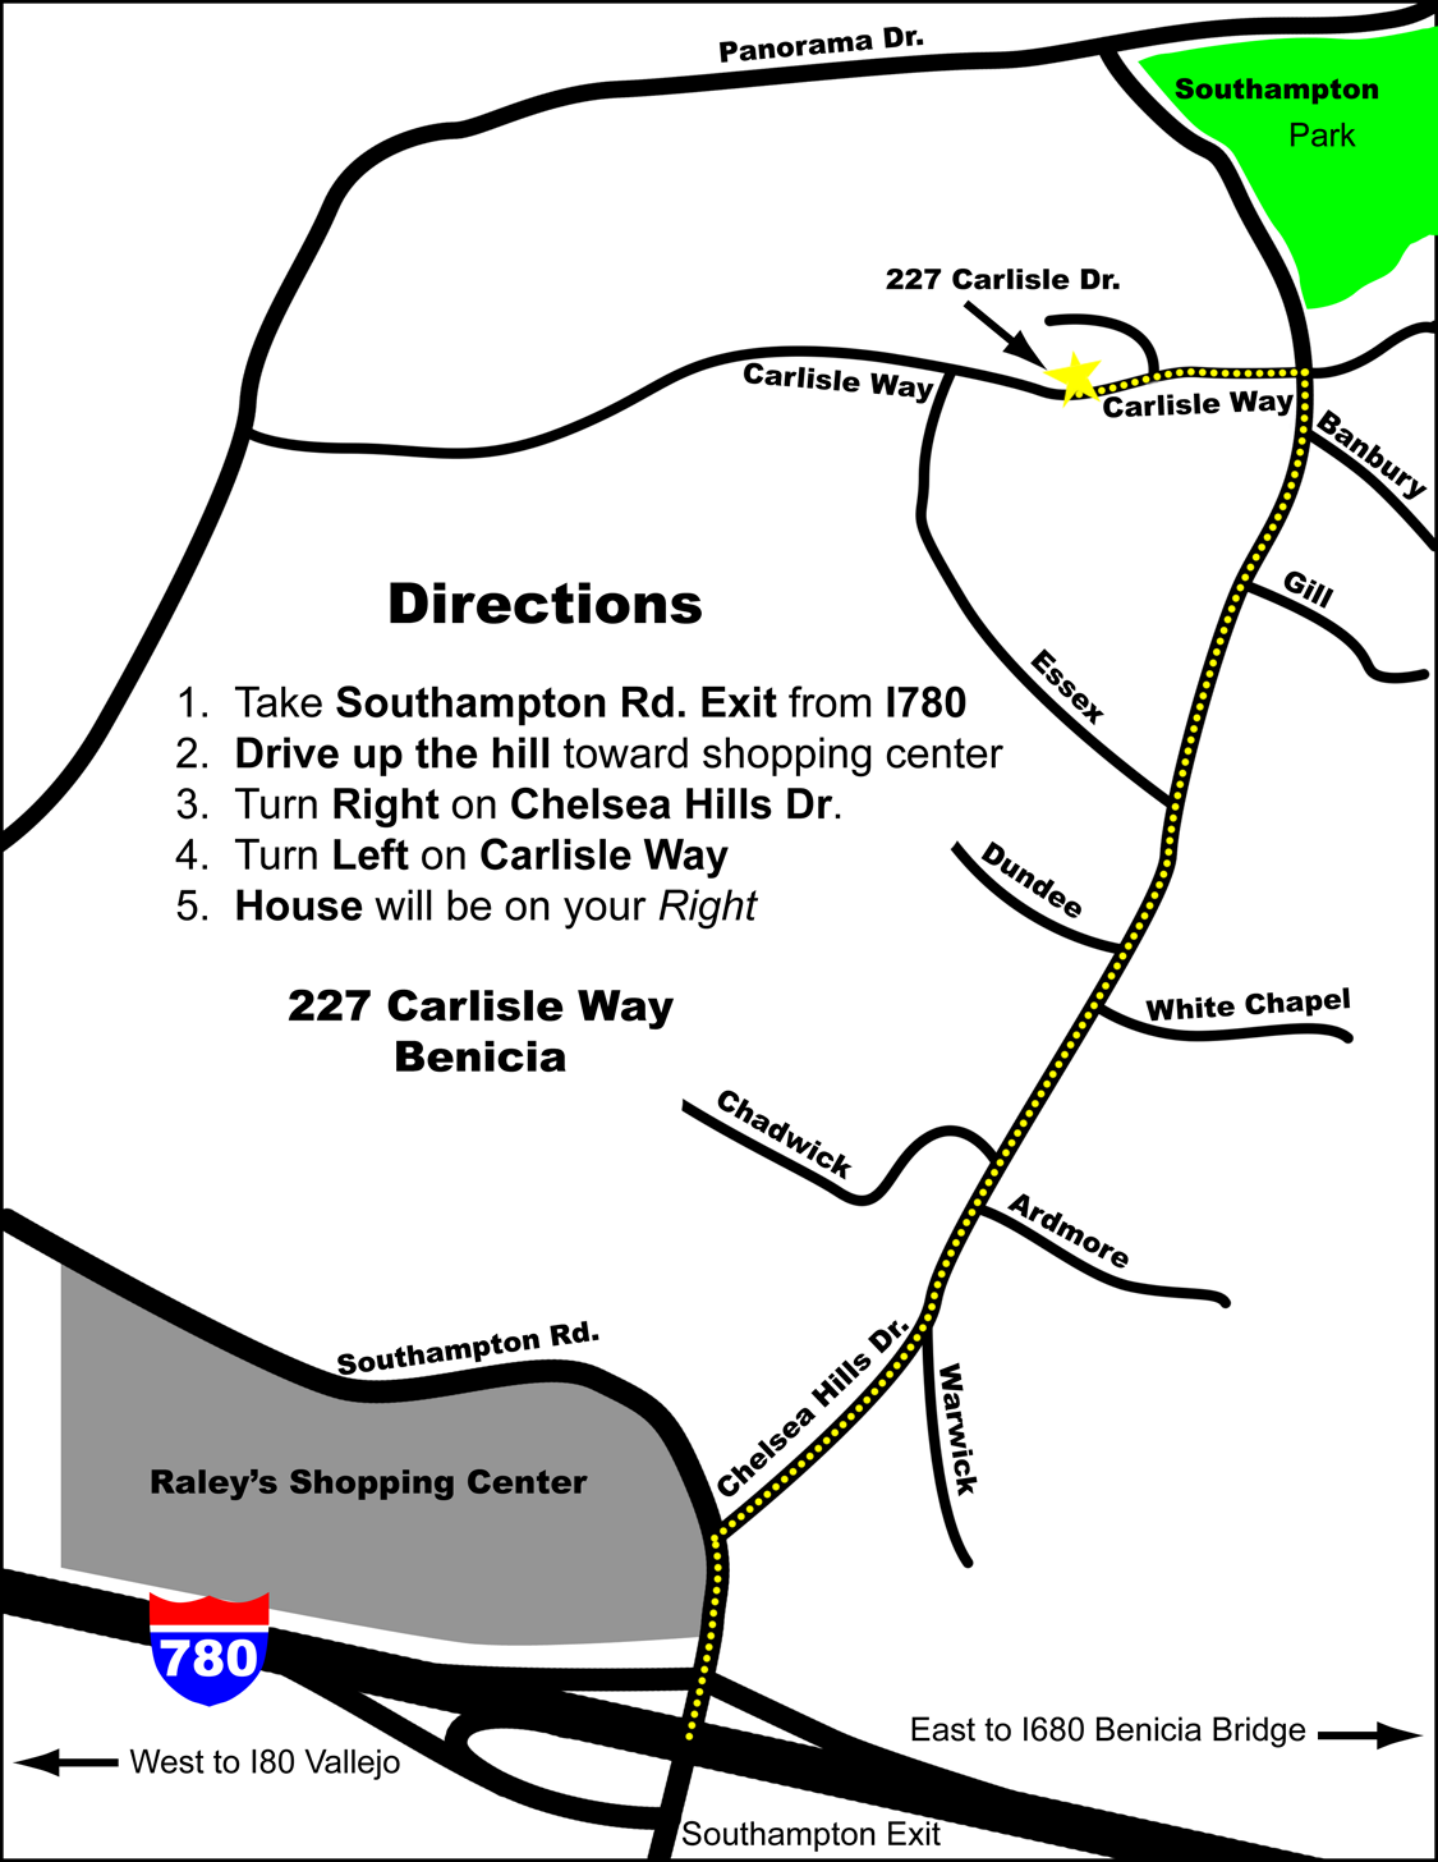 Panorama Dr.
Southampton
Park
227 Carlisle Dr.
Carlisle Way
Carlisle Way
Banbury
Gill
Essex
Directions
1. Take Southampton Rd. Exit from I780
2. Drive up the hill toward shopping center
3. Turn Right on Chelsea Hills Dr.
4. Turn Left on Carlisle Way
5. House will be on your Right
Dundee
227 Carlisle Way
Benicia
White Chapel
Chadwick
Ardmore
Southampton Rd.
Chelsea Hills Dr.
Warwick
Raley's Shopping Center
780
East to I680 Benicia Bridge
West to I80 Vallejo
Southampton Exit